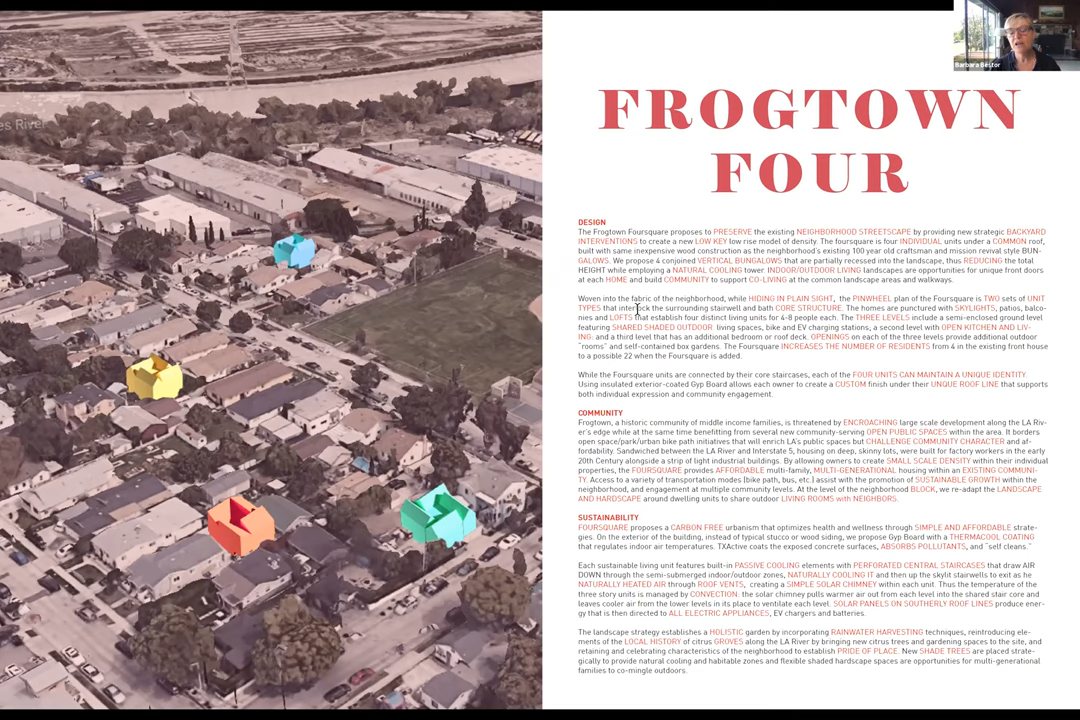 es River
Barbara Bestor
FROGTOWN
FOUR
DESIGN
The Frogtown Foursquare proposes to PRESERVE the existing NEIGHBORHOOD STREETSCAPE by providing new strategic BACKYARD
INTERVENTIONS to create a new LOW KEY low rise model of density. The foursquare is four INDIVIDUAL units under a COMMON roof,
built with same inexpensive wood construction as the neighborhood's existing 100 year old craftsman and mission revival style BUN-
GALOWS. We propose 4 conjoined VERTICAL BUNGALOWS that are partially recessed into the landscape, thus REDUCING the total
HEIGHT while employing a NATURAL COOLING tower. INDOOR/OUTDOOR LIVING landscapes are opportunities for unique front doors
at each HOME and build COMMUNITY to support CO-LIVING at the common landscape areas and walkways.
Woven into the fabric of the neighborhood, while HIDING IN PLAIN SIGHT, the PINWHEEL plan of the Foursquare is TWO sets of UNIT
TYPES that interlock the surrounding stairwell and bath CORE STRUCTURE. The homes are punctured with SKYLIGHTS, patios, balco-
nies and LOFTS that establish four distinct living units for 4-8 people each. The THREE LEVELS include a semi-enclosed ground level
featuring SHARED SHADED OUTDOOR living spaces, bike and EV charging stations; a second level with OPEN KITCHEN AND LIV-
ING; and a third level that has an additional bedroom or roof deck. OPENINGS on each of the three levels provide additional outdoor
"rooms" and self-contained box gardens. The Foursquare INCREASES THE NUMBER OF RESIDENTS from 4 in the existing front house
to a possible 22 when the Foursquare is added.
While the Foursquare units are connected by their core staircases, each of the FOUR UNITS CAN MAINTAIN A UNIQUE IDENTITY.
Using insulated exterior-coated Gyp Board allows each owner to create a CUSTOM finish under their UNQUE ROOF LINE that supports
both individual expression and community engagement.
COMMUNITY
Frogtown, a historic community of middle income families, is threatened by ENCROACHING large scale development along the LA Riv-
er's edge while at the same time benefitting from several new community-serving OPEN PUBLIC SPACES within the area. It borders
open space/park/urban bike path initiatives that will enrich LA's public spaces but CHALLENGE COMMUNITY CHARACTER and af-
fordability. Sandwiched between the LA River and Interstate 5, housing on deep, skinny lots, were built for factory workers in the early
20th Century alongside a strip of light industrial buildings. By allowing owners to create SMALL SCALE DENSITY within their individual
properties, the FOURSQUARE provides AFFORDABLE multi-family, MULTI-GENERATIONAL housing within an EXISTING COMMUNI-
TY. Access to a variety of transportation modes (bike path, bus, etc.) assist with the promotion of SUSTAINABLE GROWTH within the
neighborhood, and engagement at multiple community levels. At the level of the neighborhood BLOCK, we re-adapt the LANDSCAPE
AND HARDSCAPE around dwelling units to share outdoor LIVING ROOMS with NEIGHBORS.
SUSTAINABILITY
FOURSQUARE proposes a CARBON FREE urbanism that optimizes health and wellness through SIMPLE AND AFFORDABLE strate-
gies. On the exterior of the building, instead of typical stucco or wood siding, we propose Gyp Board with a THERMACOOL COATING
that regulates indoor air temperatures. TXActive coats the exposed concrete surfaces, ABSORBS POLLUTANTS, and "self cleans."
Each sustainable living unit features built-in PASSIVE COOLING elements with PERFORATED CENTRAL STAIRCASES that draw AIR
DOWN through the semi-submerged indoor/outdoor zones, NATURALLY COOLING IT and then up the skylit stairwells to exit as he
NATURALLY HEATED AIR through ROOF VENTS, creating a SIMPLE SOLAR CHIMNEY within each unit. Thus the temperature of the
three story units is managed by CONVECTION: the solar chimney pulls warmer air out from each level into the shared stair core and
leaves cooler air from the lower levels in its place to ventilate each level. SOLAR PANELS ON SOUTHERLY ROOF LINES produce ener-
gy that is then directed to ALL ELECTRIC APPLIANCES, EV chargers and batteries.
The landscape strategy establishes a HOLISTIC garden by incorporating RAINWATER HARVESTING techniques, reintroducing ele-
ments of the LOCAL HISTORY of citrus GROVES along the LA River by bringing new citrus trees and gardening spaces to the site, and
retaining and celebrating characteristics of the neighborhood to establish PRIDE OF PLACE. New SHADE TREES are placed strate-
gically to provide natural cooling and habitable zones and flexible shaded hardscape spaces are opportunities for multi-generational
families to co-mingle outdoors.